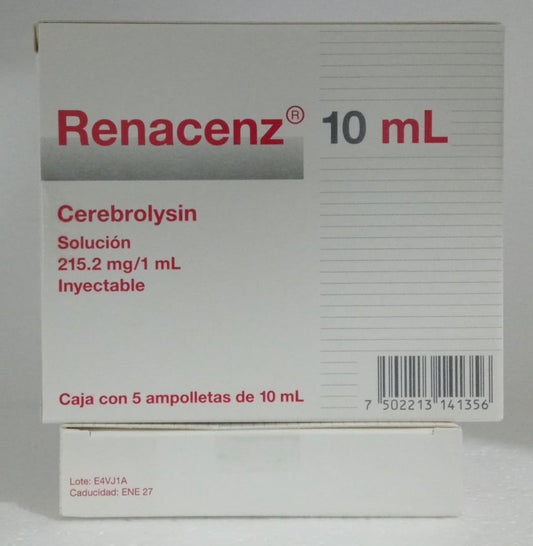 Renacenz® 10 mL
Cerebrolysin
Solución
215.2 mg/1 mL
Inyectable
Caja con 5 ampolletas de 10 mL
7 502213 141356
Lote: E4VJ1A
Caducidad: ENE 27